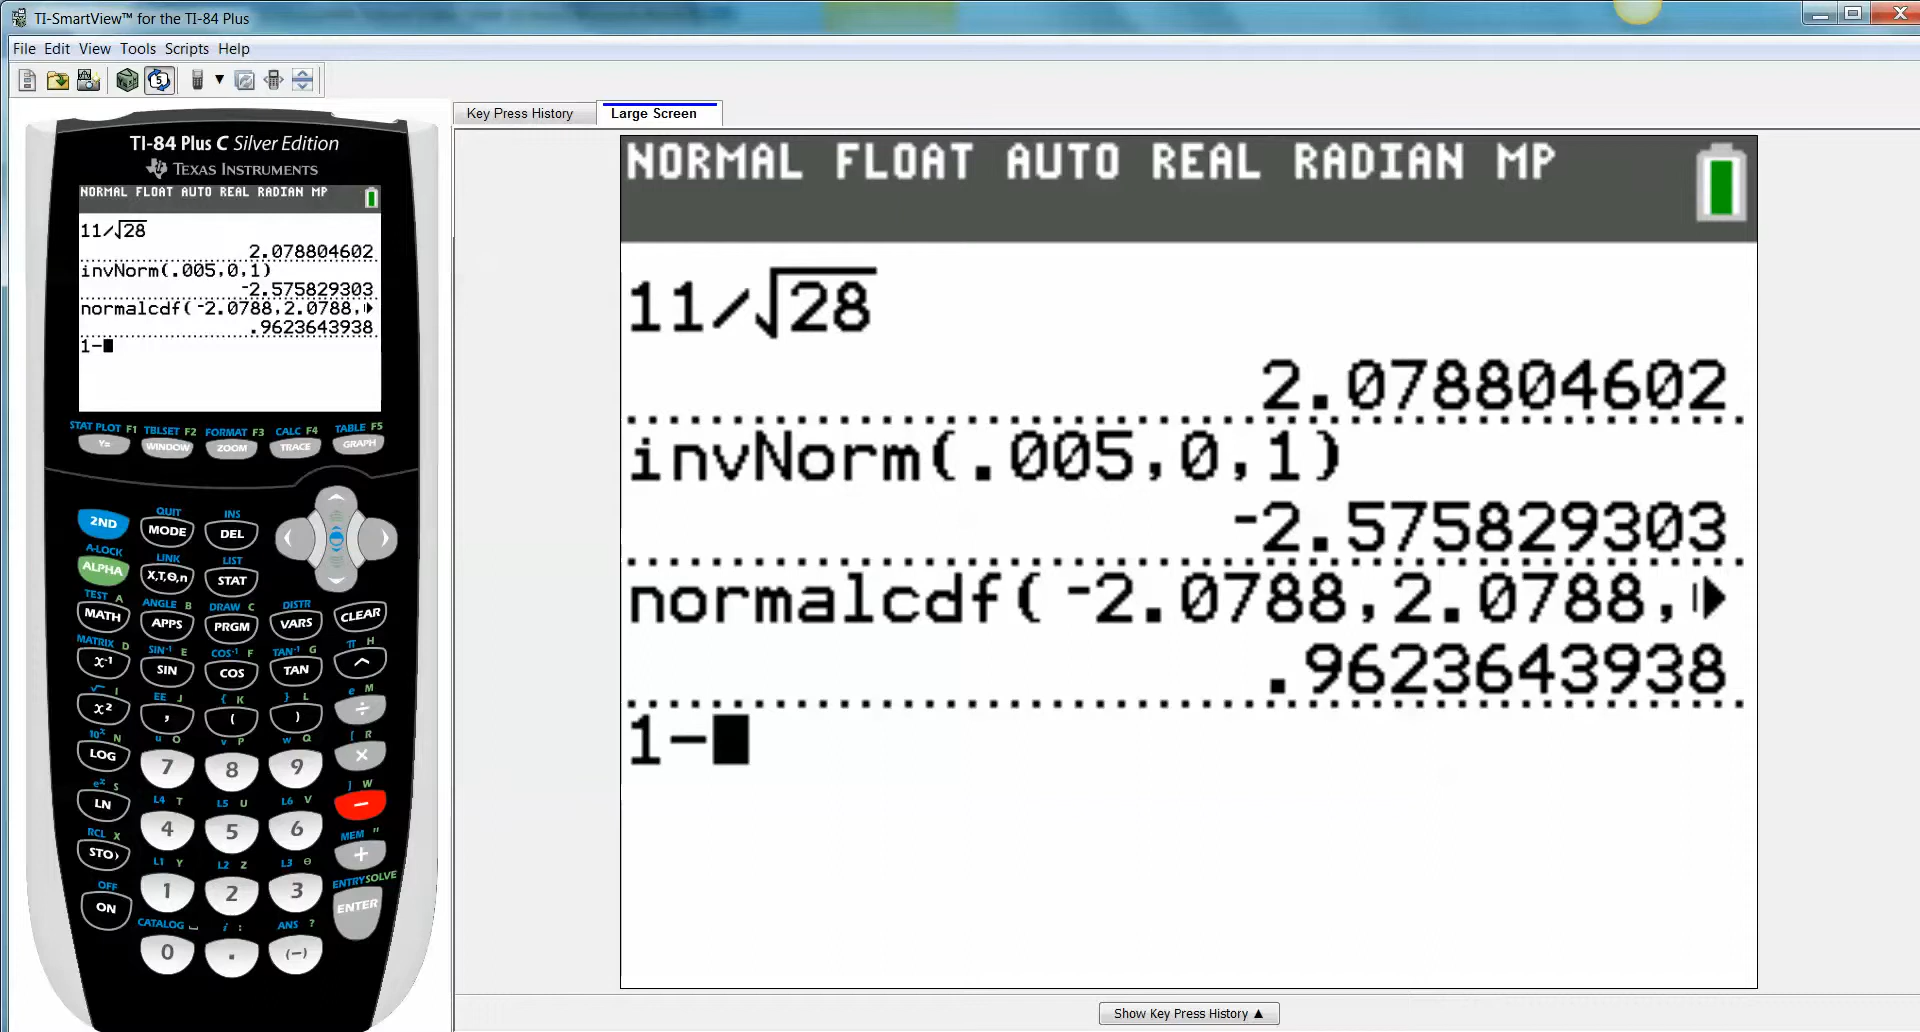 TI-SmartView™ for the TI-84 Plus
File Edit View Tools Scripts Help
Key Press History
Large Screen
TI-84 Plus C Silver Edition
TEXAS INSTRUMENTS
NORMAL FLOAT AUTO REAL RADIAN MP
11/√28
2.078804602
invNorm(.005,0,1)
-2.575829303
normalcdf(-2.0788,2.0788,
.9623643938
1-
STAT PLOT F1 TBLSET F2 FORMAT F3 CALC F4 TABLE F5
Y= WINDOW ZOOM TRACE GRAPH
QUIT INS
2ND MODE DEL
A-LOCK LINK LIST
ALPHA X,T,Θ,n STAT
TEST A ANGLE B DRAW C DISTR
MATH APPS PRGM VARS CLEAR
MATRIX D SIN-1 E COS-1 F TAN-1 G π H
x-1 SIN COS TAN ^
√ I EE J { K } L e M
x2 , ( ) ÷
10x N u O v P w Q [ R
LOG 7 8 9 ×
ex S L4 T L5 U L6 V ] W
LN 4 5 6 −
RCL X L1 Y L2 Z L3 Θ MEM "
STO 1 2 3 +
OFF CATALOG i : ANS ? ENTRY SOLVE
ON 0 . (−) ENTER
NORMAL FLOAT AUTO REAL RADIAN MP
11/√28
2.078804602
invNorm(.005,0,1)
-2.575829303
normalcdf(-2.0788,2.0788,
.9623643938
1-
Show Key Press History ▲